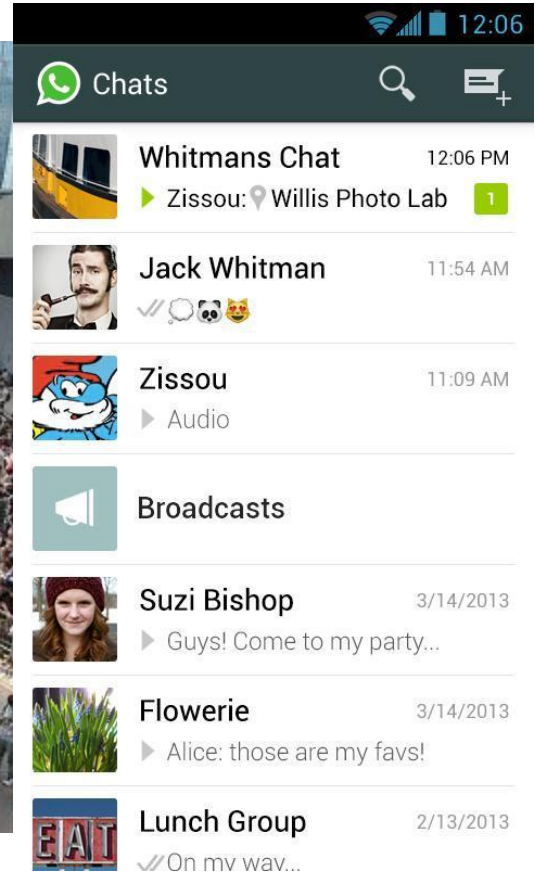 12:06
Chats
Whitmans Chat 12:06 PM
Zissou: Willis Photo Lab 1
Jack Whitman 11:54 AM
Zissou 11:09 AM
Audio
Broadcasts
Suzi Bishop 3/14/2013
Guys! Come to my party...
Flowerie 3/14/2013
Alice: those are my favs!
Lunch Group 2/13/2013
EAT
On my way...